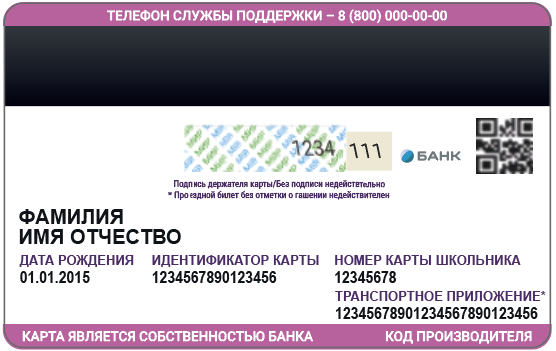 ТЕЛЕФОН СЛУЖБЫ ПОДДЕРЖКИ – 8 (800) 000-00-00
1234 111
БАНК
Подпись держателя карты/Без подписи недействительно
* Проездной билет без отметки о гашении недействителен
ФАМИЛИЯ
ИМЯ ОТЧЕСТВО
ДАТА РОЖДЕНИЯ ИДЕНТИФИКАТОР КАРТЫ НОМЕР КАРТЫ ШКОЛЬНИКА
01.01.2015 1234567890123456 12345678
ТРАНСПОРТНОЕ ПРИЛОЖЕНИЕ*
12345678901234567890123456
КАРТА ЯВЛЯЕТСЯ СОБСТВЕННОСТЬЮ БАНКА КОД ПРОИЗВОДИТЕЛЯ